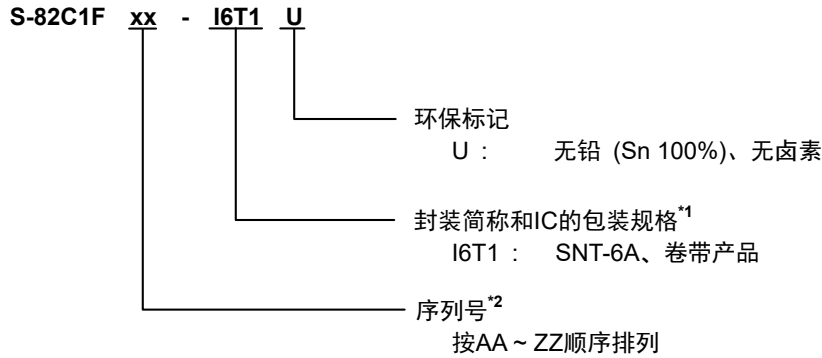 S-82C1F xx - I6T1 U
环保标记
U : 无铅 (Sn 100%)、无卤素
封装简称和IC的包装规格*1
I6T1 : SNT-6A、卷带产品
序列号*2
按AA ~ ZZ顺序排列